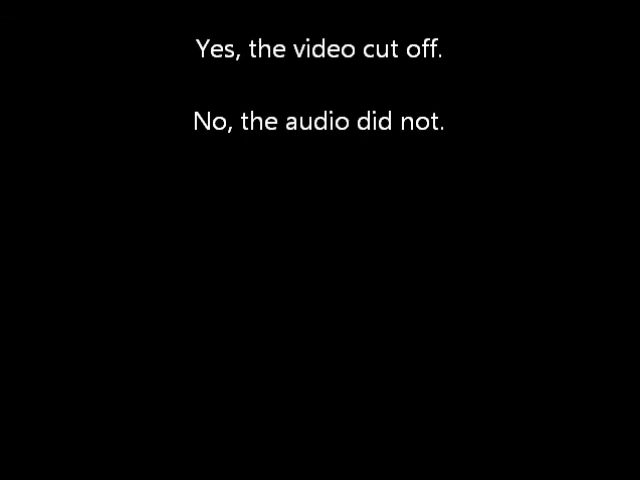 Yes, the video cut off.
No, the audio did not.